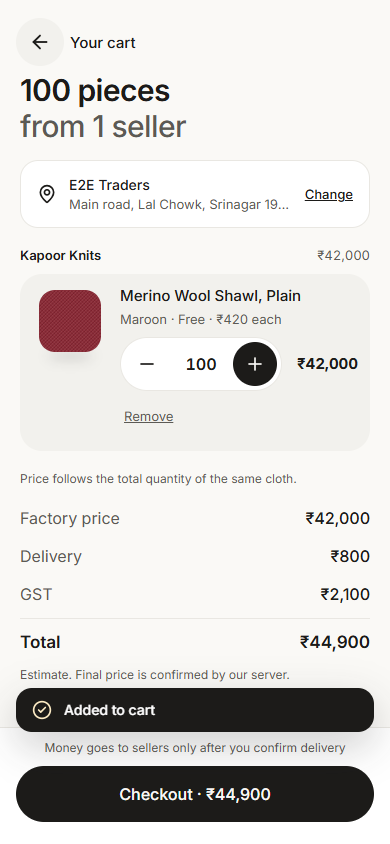 Your cart
100 pieces
from 1 seller
E2E Traders
Main road, Lal Chowk, Srinagar 19...
Change
Kapoor Knits
₹42,000
Merino Wool Shawl, Plain
Maroon · Free · ₹420 each
100
₹42,000
Remove
Price follows the total quantity of the same cloth.
Factory price
₹42,000
Delivery
₹800
GST
₹2,100
Total
₹44,900
Estimate. Final price is confirmed by our server.
Added to cart
Money goes to sellers only after you confirm delivery
Checkout · ₹44,900